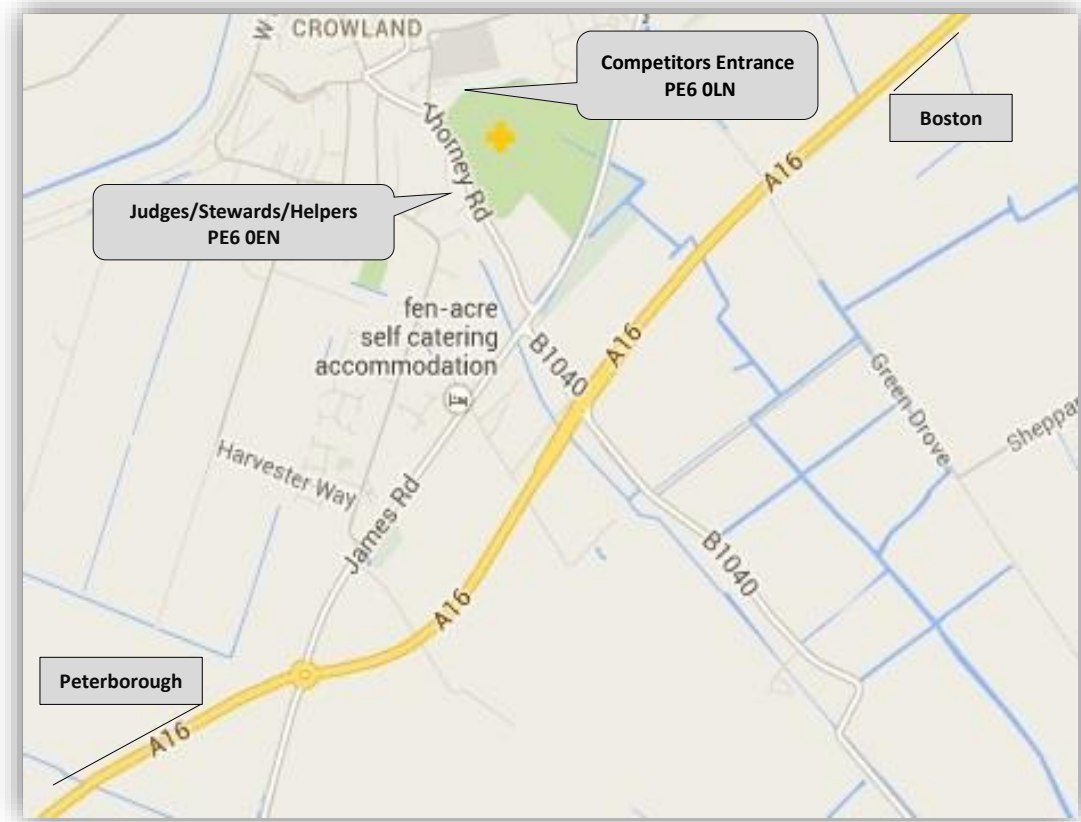 CROWLAND
W
Competitors Entrance
PE6 0LN
Boston
Thorney Rd
A16
Judges/Stewards/Helpers
PE6 0EN
fen-acre
self catering
accommodation
B1040
A16
Green Drove
Sheppar
Harvester Way
James Rd
B1040
A16
Peterborough
A16